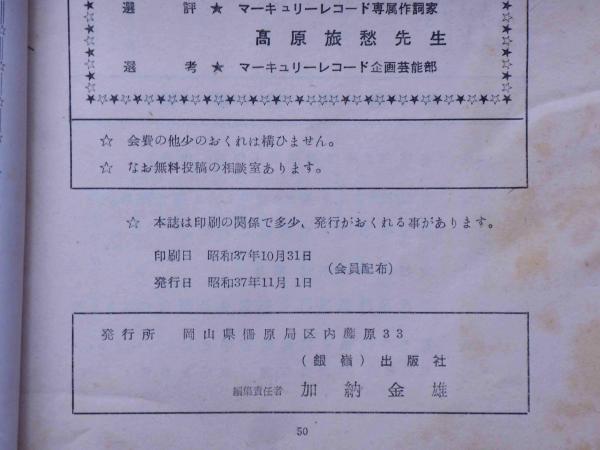 選評★ マーキュリーレコード専属作詞家
高原旅愁先生
選考★ マーキュリーレコード企画芸能部
☆ 会費の他少のおくれは構ひません。
☆ なお無料投稿の相談室あります。
☆ 本誌は印刷の関係で多少、発行がおくれる事があります。
印刷日 昭和37年10月31日
(会員配布)
発行日 昭和37年11月1日
発行所 岡山県備原局区内藤原33
(銀嶺)出版社
編集責任者 加納金雄
50